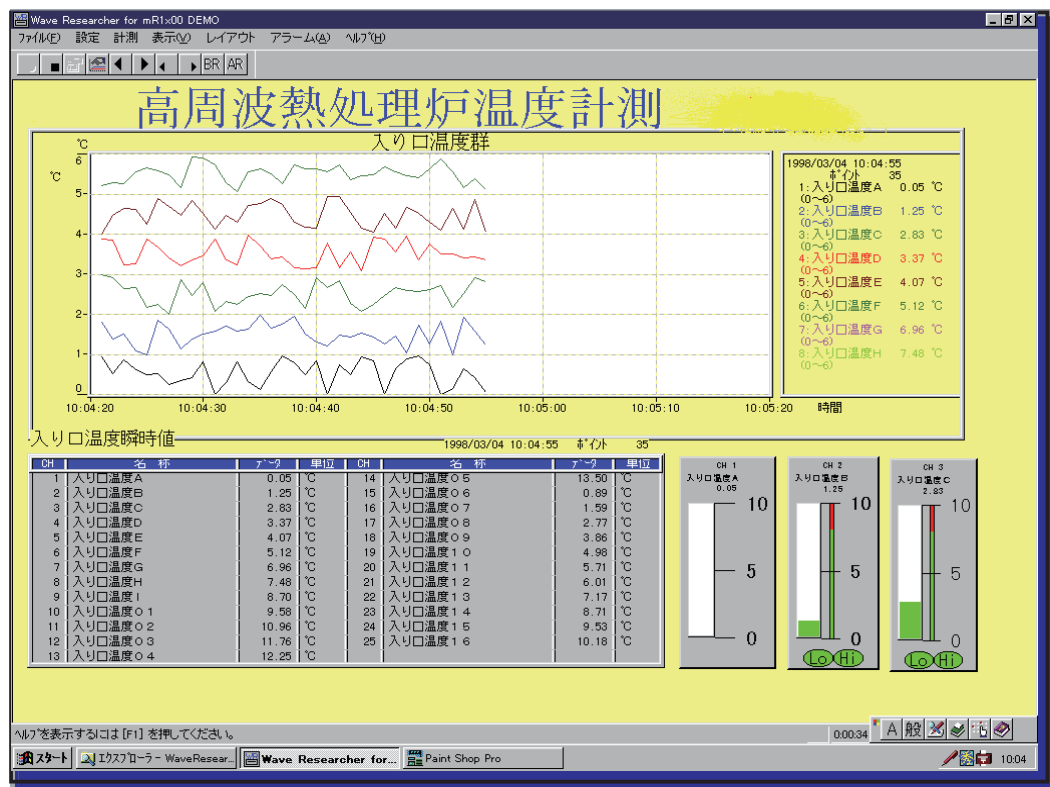 Wave Researcher for mR1x00 DEMO
ファイル(F) 設定 計測 表示(V) レイアウト アラーム(A) ヘルプ(H)
BR AR
高周波熱処理炉温度計測
入り口温度群
℃
℃
6
5
4
3
2
1
0
10:04:20 10:04:30 10:04:40 10:04:50 10:05:00 10:05:10 10:05:20 時間
1998/03/04 10:04:55
ポイント 35
1:入り口温度A 0.05 ℃
(0〜6)
2:入り口温度B 1.25 ℃
(0〜6)
3:入り口温度C 2.83 ℃
(0〜6)
4:入り口温度D 3.37 ℃
(0〜6)
5:入り口温度E 4.07 ℃
(0〜6)
6:入り口温度F 5.12 ℃
(0〜6)
7:入り口温度G 6.96 ℃
(0〜6)
8:入り口温度H 7.48 ℃
(0〜6)
入り口温度瞬時値
1998/03/04 10:04:55 ポイント 35
CH 名 称 データ 単位 CH 名 称 データ 単位
1 入り口温度A 0.05 ℃ 14 入り口温度05 13.50 ℃
2 入り口温度B 1.25 ℃ 15 入り口温度06 0.89 ℃
3 入り口温度C 2.83 ℃ 16 入り口温度07 1.59 ℃
4 入り口温度D 3.37 ℃ 17 入り口温度08 2.77 ℃
5 入り口温度E 4.07 ℃ 18 入り口温度09 3.86 ℃
6 入り口温度F 5.12 ℃ 19 入り口温度10 4.98 ℃
7 入り口温度G 6.96 ℃ 20 入り口温度11 5.71 ℃
8 入り口温度H 7.48 ℃ 21 入り口温度12 6.01 ℃
9 入り口温度I 8.70 ℃ 22 入り口温度13 7.17 ℃
10 入り口温度01 9.58 ℃ 23 入り口温度14 8.71 ℃
11 入り口温度02 10.96 ℃ 24 入り口温度15 9.53 ℃
12 入り口温度03 11.76 ℃ 25 入り口温度16 10.18 ℃
13 入り口温度04 12.25 ℃
CH 1
入り口温度A
0.05
10
5
0
CH 2
入り口温度B
1.25
10
5
0
Lo Hi
CH 3
入り口温度C
2.83
10
5
0
Lo Hi
ヘルプを表示するには [F1] を押してください。
0:00:34
A 般
スタート エクスプローラ - WaveResear... Wave Researcher for... Paint Shop Pro 10:04